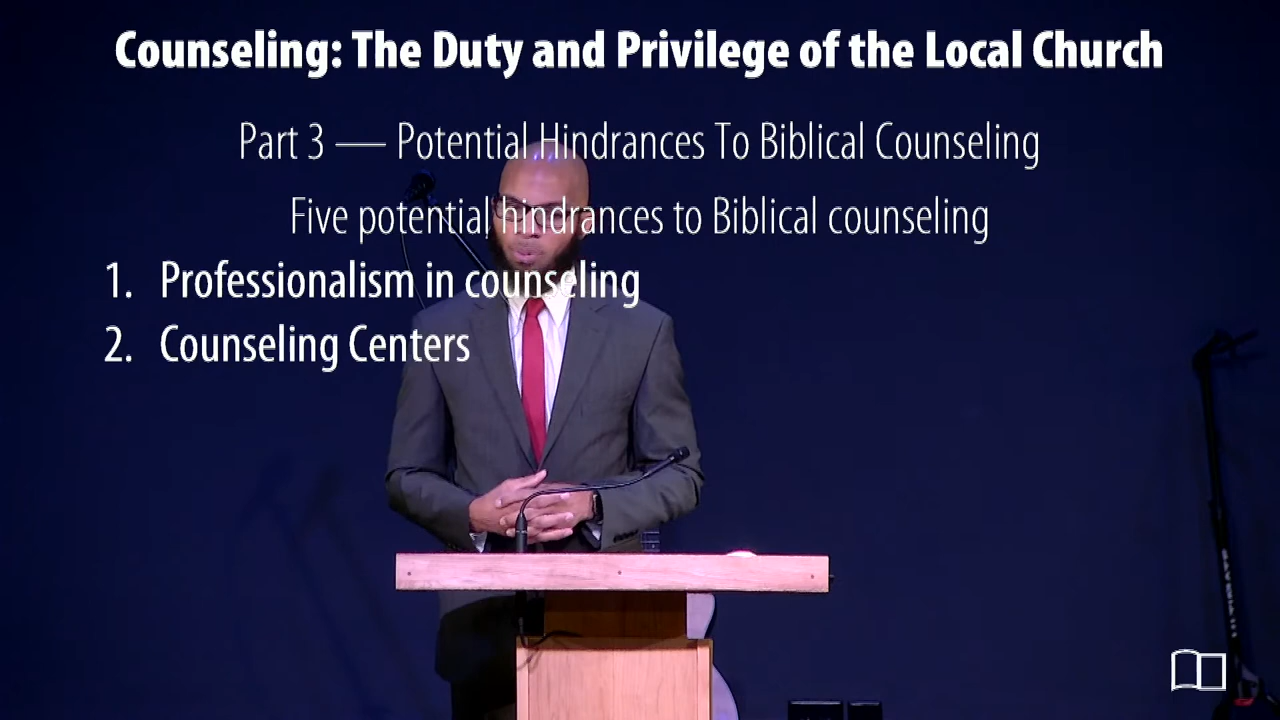 Counseling: The Duty and Privilege of the Local Church
Part 3 — Potential Hindrances To Biblical Counseling
Five potential hindrances to Biblical counseling
1. Professionalism in counseling
2. Counseling Centers